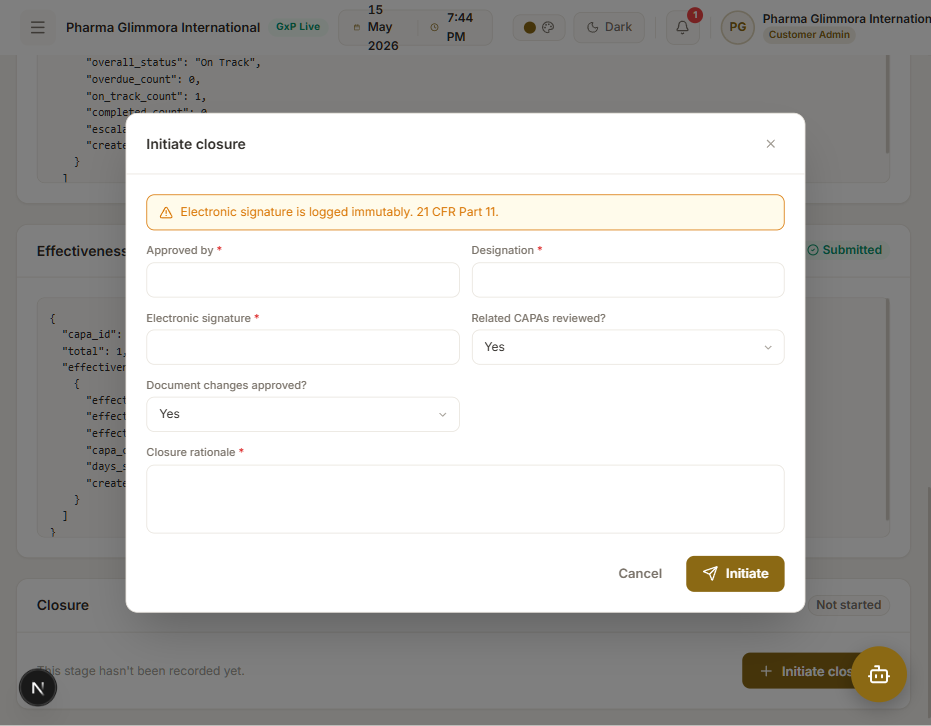 Pharma Glimmora International
GxP Live
15
May
2026
7:44
PM
Dark
1
PG
Pharma Glimmora Internation
Customer Admin
"overall_status": "On Track",
"overdue_count": 0,
"on_track_count": 1,
"completed_count": 0
"escala
"create
}
]
Initiate closure
Electronic signature is logged immutably. 21 CFR Part 11.
Approved by *
Designation *
Electronic signature *
Related CAPAs reviewed?
Yes
Document changes approved?
Yes
Closure rationale *
Cancel
Initiate
Effectiveness
Submitted
{
"capa_id":
"total": 1,
"effectiven
{
"effect
"effect
"effect
"capa_c
"days_s
"create
}
]
}
Closure
Not started
This stage hasn't been recorded yet.
+ Initiate clos
N